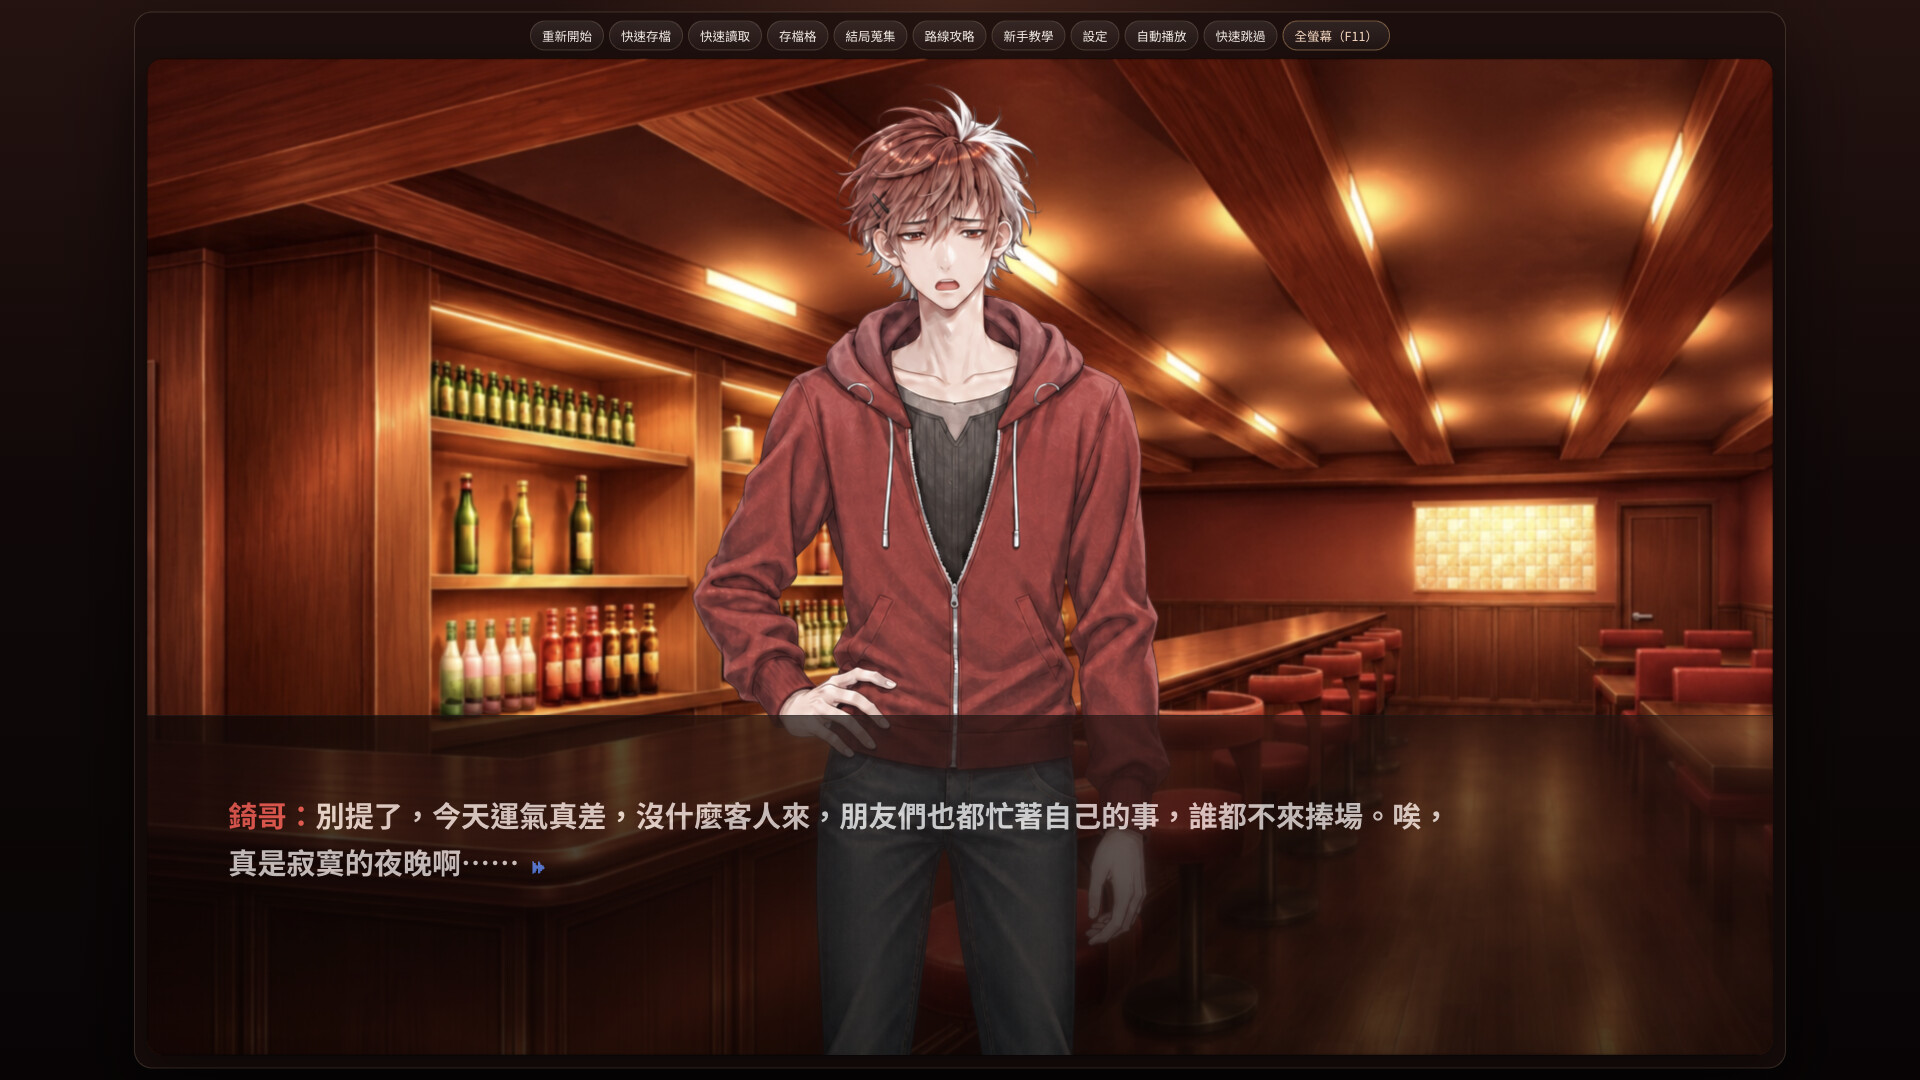 重新開始
快速存檔
快速讀取
存檔格
結局蒐集
路線攻略
新手教學
設定
自動播放
快速跳過
全螢幕（F11）
錡哥：別提了，今天運氣真差，沒什麼客人來，朋友們也都忙著自己的事，誰都不來捧場。唉，
真是寂寞的夜晚啊⋯⋯